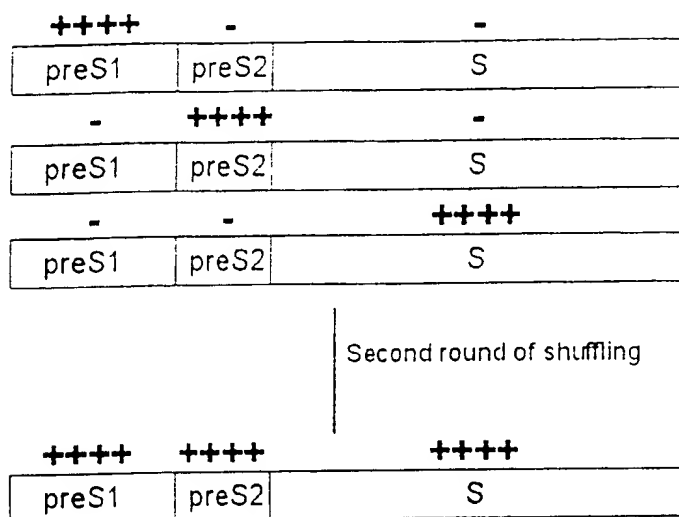 ++++ - -
preS1 preS2 S
- ++++ -
preS1 preS2 S
- - ++++
preS1 preS2 S
Second round of shuffling
++++ ++++ ++++
preS1 preS2 S